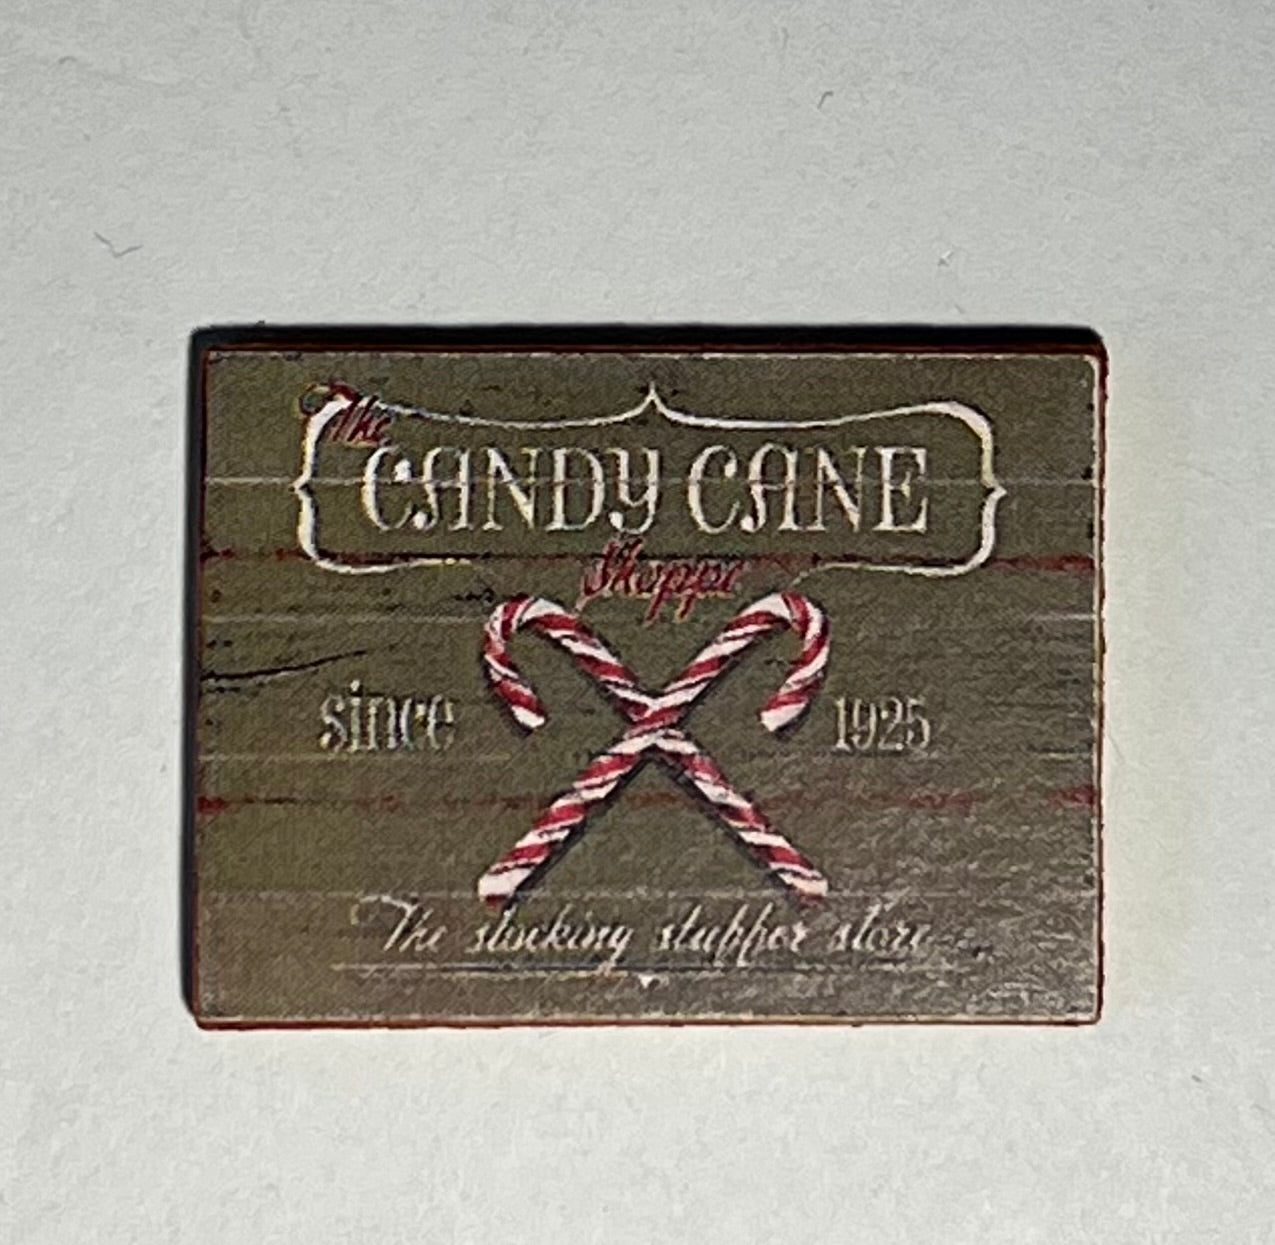 The
CANDY CANE
Shoppe
since 1925
The stocking stuffer store